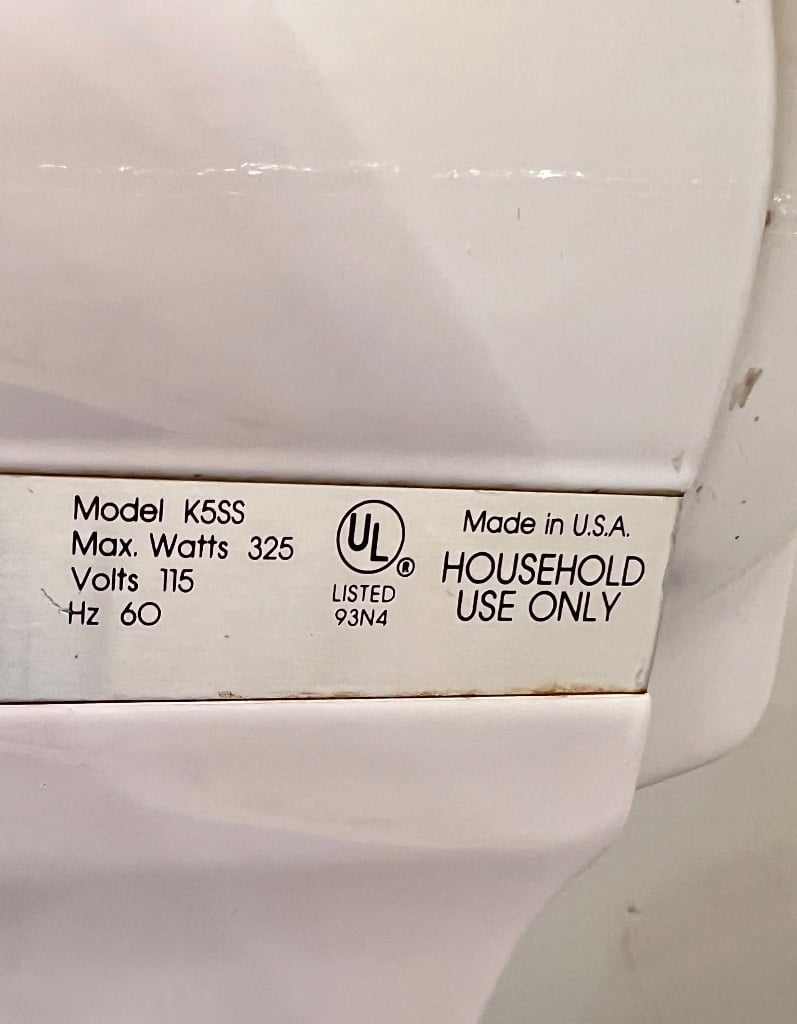 Model K5SS
Max. Watts 325
Volts 115
Hz 60
UL®
LISTED
93N4
Made in U.S.A.
HOUSEHOLD
USE ONLY